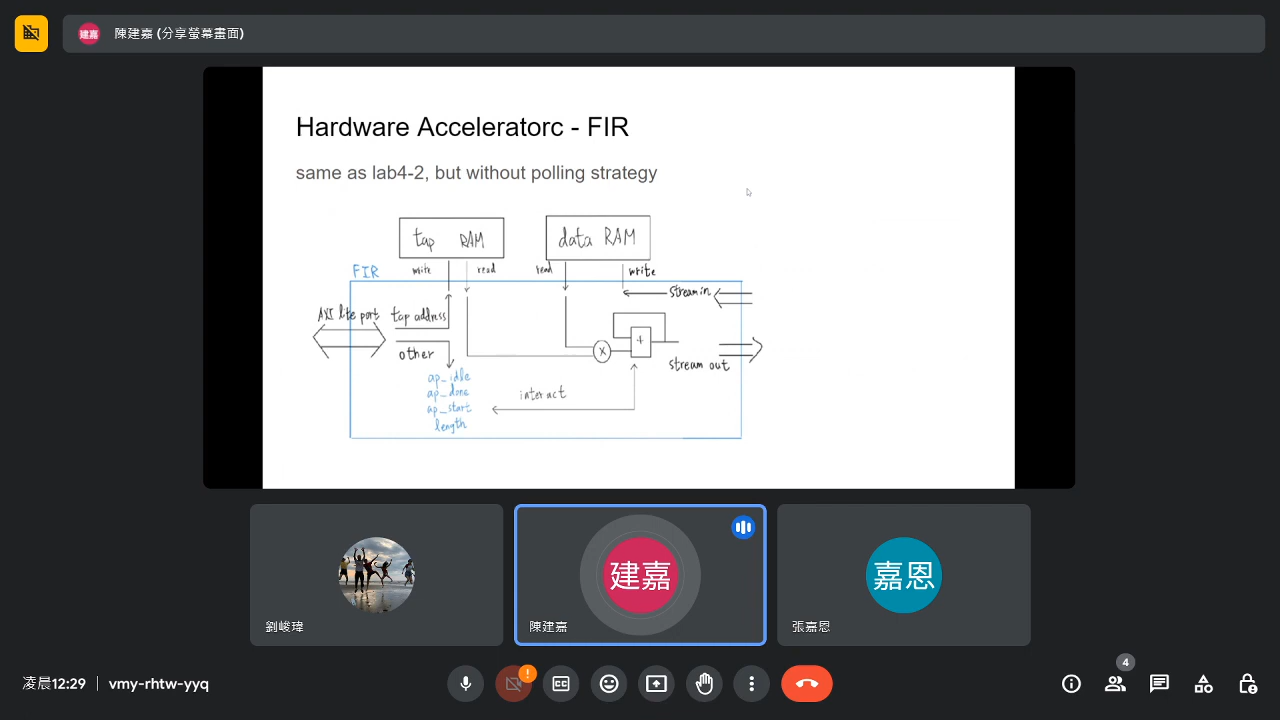 建嘉 陳建嘉 (分享螢幕畫面)
Hardware Acceleratorc - FIR
same as lab4-2, but without polling strategy
tap RAM
data RAM
write
read
read
write
FIR
stream in
AXI lite port
tap address
+
x
other
stream out
ap_idle
ap_done
ap_start
length
interact
建嘉
嘉恩
劉峻瑋
陳建嘉
張嘉恩
凌晨12:29 | vmy-rhtw-yyq
!
4